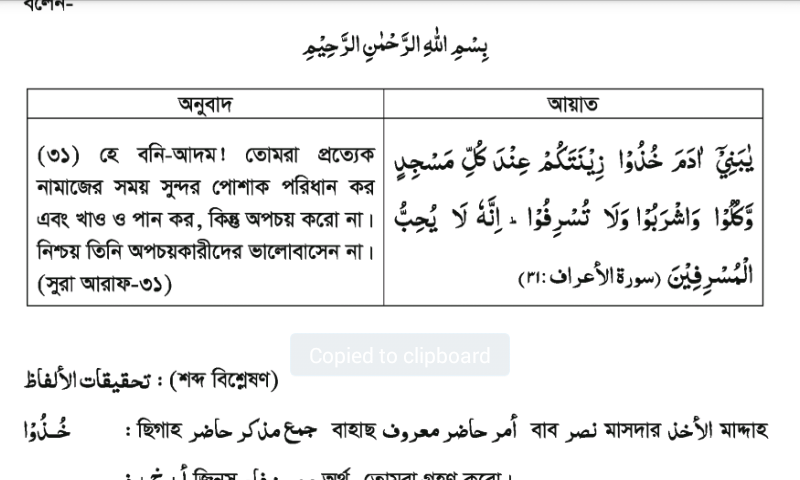 বলেন-
بِسْمِ اللهِ الرَّحْمٰنِ الرَّحِيْمِ
অনুবাদ
আয়াত
(৩১) হে বনি-আদম! তোমরা প্রত্যেক
নামাজের সময় সুন্দর পোশাক পরিধান কর
এবং খাও ও পান কর, কিন্তু অপচয় করো না।
নিশ্চয় তিনি অপচয়কারীদের ভালোবাসেন না।
(সুরা আরাফ-৩১)
يٰبَنِيْٓ اٰدَمَ خُذُوْا زِيْنَتَكُمْ عِنْدَ كُلِّ مَسْجِدٍ
وَّكُلُوْا وَاشْرَبُوْا وَلَا تُسْرِفُوْا ۔ اِنَّهٗ لَا يُحِبُّ
الْمُسْرِفِيْنَ (سورة الأعراف:٣١)
Copied to clipboard
تحقيقات الألفاظ : (শব্দ বিশ্লেষণ)
خُذُوْا : ছিগাহ جمع مذكر حاضر বাহাছ أمر حاضر معروف বাব نصر মাসদার الأخذ মাদ্দাহ
أ خ ذ জিনস অর্থ তোমরা গ্রহণ করো।